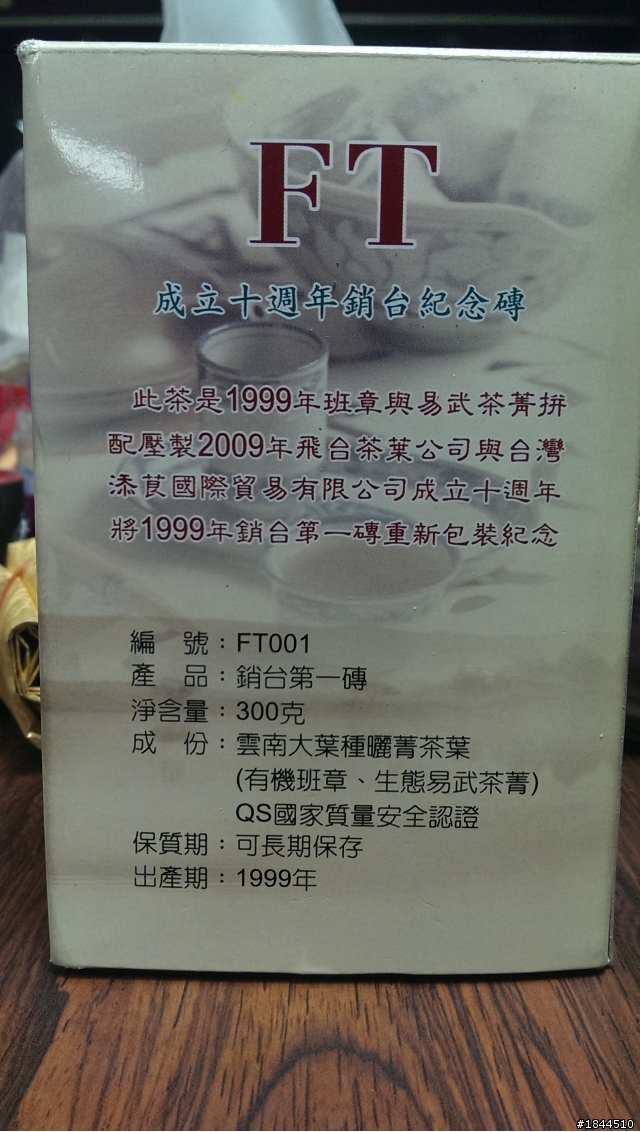 FT
成立十週年銷台紀念磚
此茶是1999年班章與易武茶菁拼
配壓製2009年飛台茶葉公司與台灣
添茛國際貿易有限公司成立十週年
將1999年銷台第一磚重新包裝紀念
編 號：FT001
產 品：銷台第一磚
淨含量：300克
成 份：雲南大葉種曬菁茶葉
(有機班章、生態易武茶菁)
QS國家質量安全認證
保質期：可長期保存
出產期：1999年
#1844510